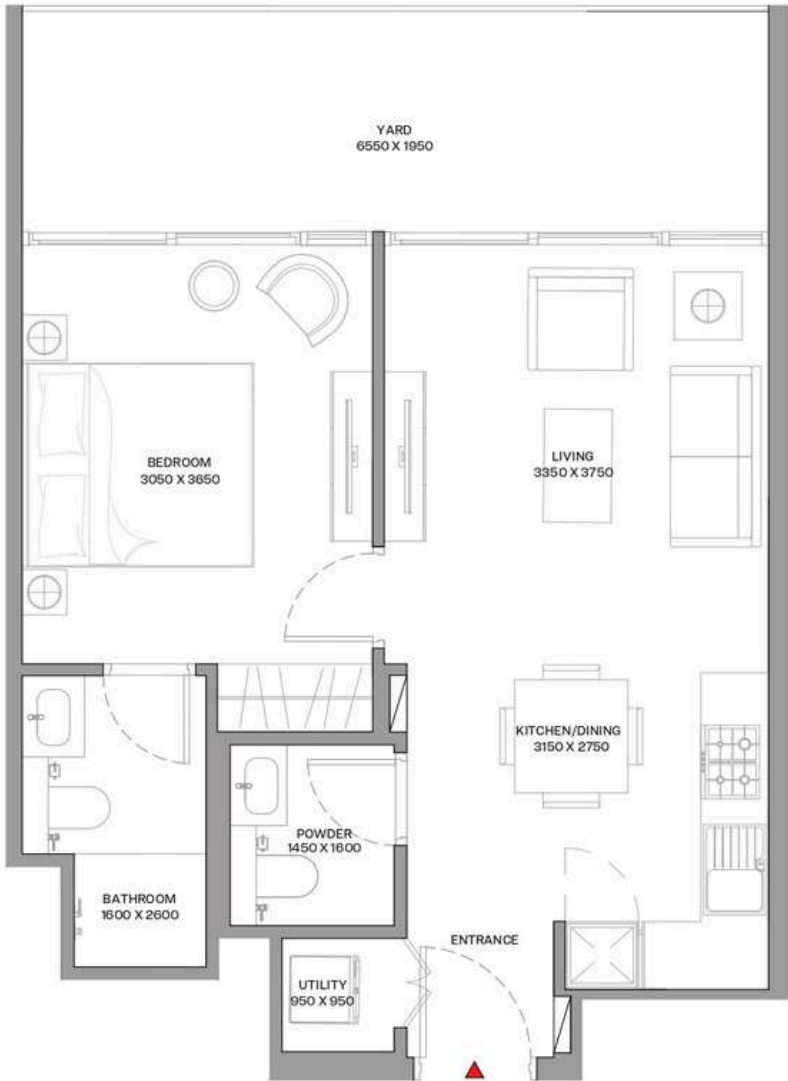 YARD
6550 X 1950
BEDROOM
3050 X 3650
LIVING
3350 X 3750
KITCHEN/DINING
3150 X 2750
POWDER
1450 X 1600
BATHROOM
1600 X 2600
ENTRANCE
UTILITY
950 X 950